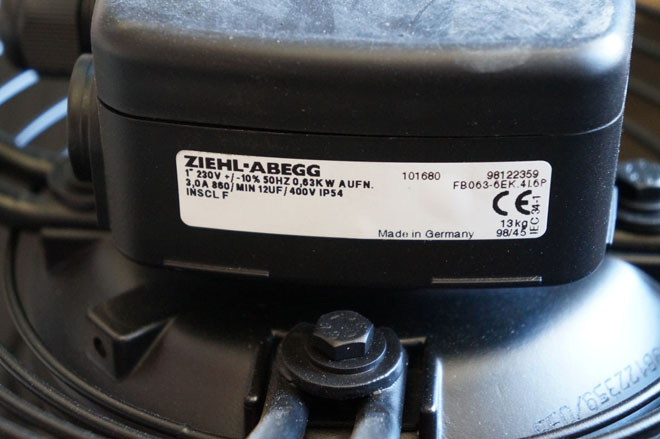 ZIEHL-ABEGG
1~ 230V +/-10% 50HZ 0,63KW AUFN.
3,0A 860/MIN 12UF/400V IP54
INSCL F
101680
98122359
FB063-6EK.4I.6P
CE
13kg
98/45
IEC 34-1
Made in Germany